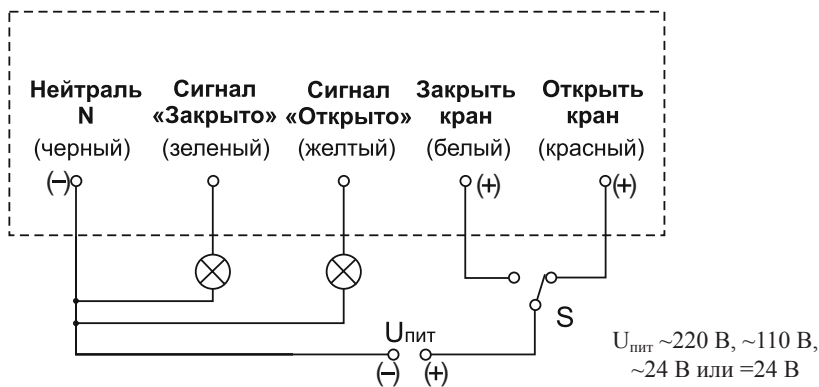 Нейтраль N (черный)
Сигнал «Закрыто» (зеленый)
Сигнал «Открыто» (желтый)
Закрыть кран (белый)
Открыть кран (красный)
(−)
(+)
(+)
S
Uпит
(−) (+)
Uпит ~220 В, ~110 В,
~24 В или =24 В